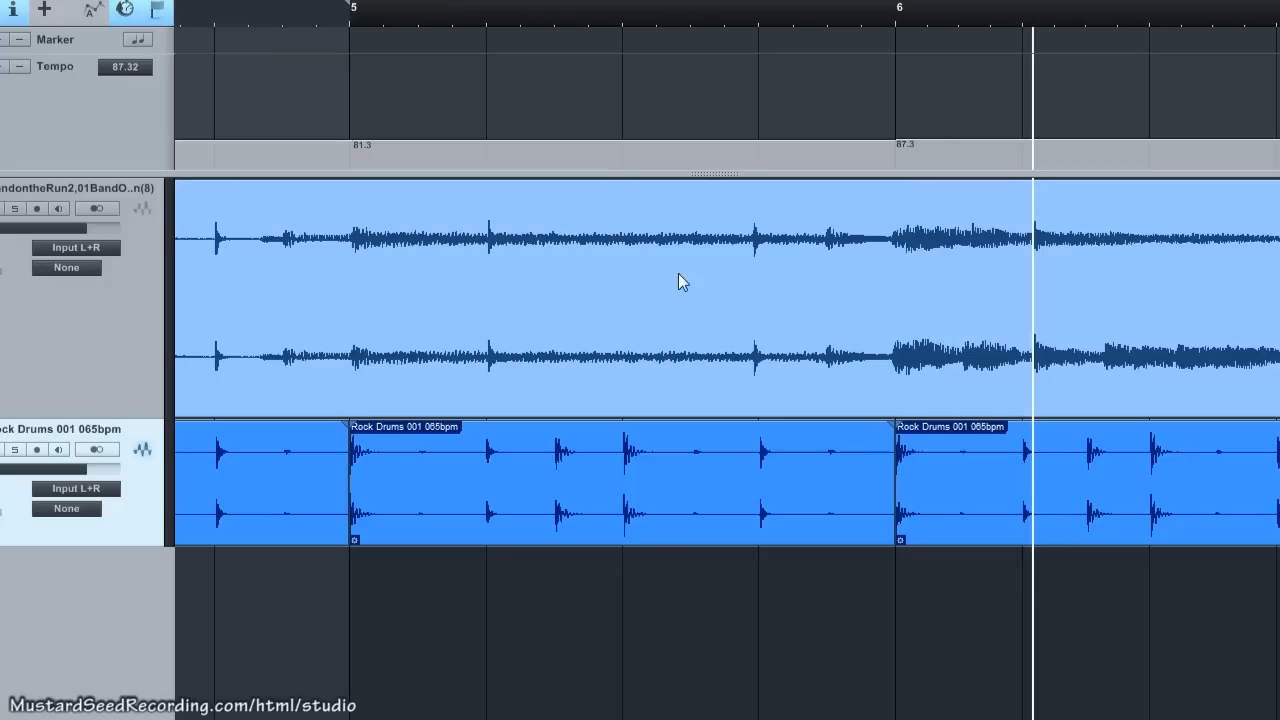 5
6
Marker
Tempo
87.32
81.3
87.3
ndontheRun2,01BandO..n(8)
S
Input L+R
None
ck Drums 001 065bpm
Rock Drums 001 065bpm
Rock Drums 001 065bpm
S
Input L+R
None
MustardSeedRecording.com/html/studio